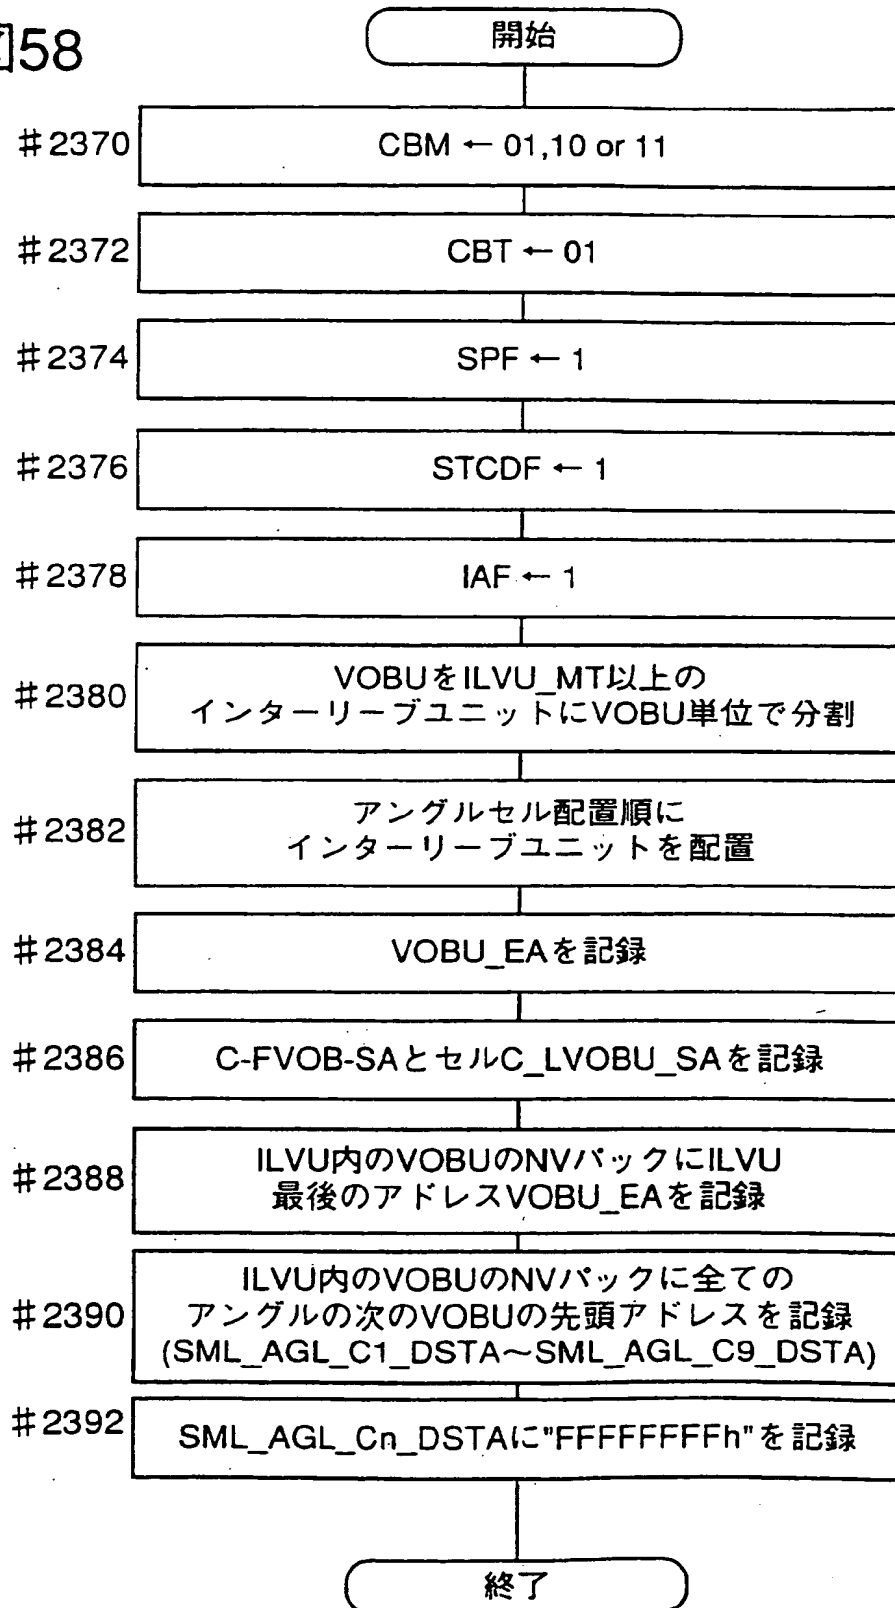 図58
開始
#2370
CBM ← 01,10 or 11
#2372
CBT ← 01
#2374
SPF ← 1
#2376
STCDF ← 1
#2378
IAF ← 1
#2380
VOBUをILVU_MT以上の
インターリーブユニットにVOBU単位で分割
#2382
アングルセル配置順に
インターリーブユニットを配置
#2384
VOBU_EAを記録
#2386
C-FVOB-SAとセルC_LVOBU_SAを記録
#2388
ILVU内のVOBUのNVパックにILVU
最後のアドレスVOBU_EAを記録
#2390
ILVU内のVOBUのNVパックに全ての
アングルの次のVOBUの先頭アドレスを記録
(SML_AGL_C1_DSTA～SML_AGL_C9_DSTA)
#2392
SML_AGL_Cn_DSTAに"FFFFFFFFh"を記録
終了